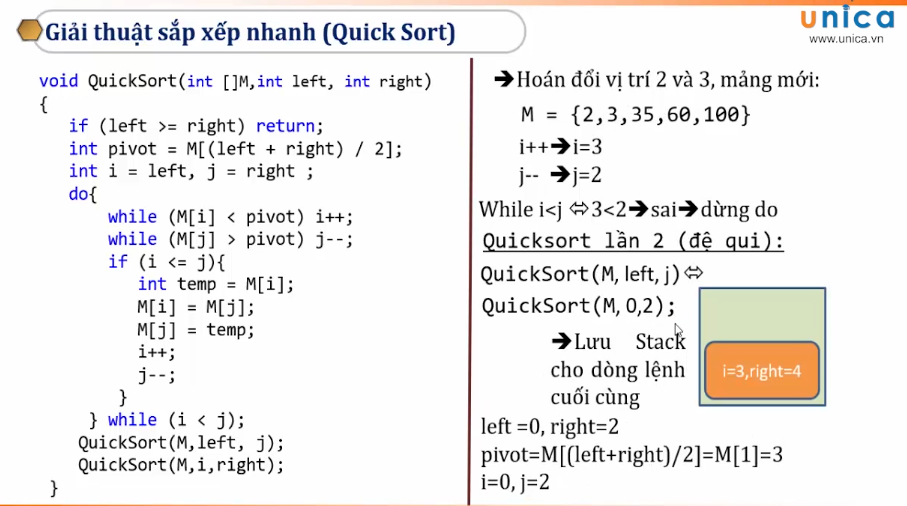 Giải thuật sắp xếp nhanh (Quick Sort)
unica
www.unica.vn
void QuickSort(int []M,int left, int right)
{
if (left >= right) return;
int pivot = M[(left + right) / 2];
int i = left, j = right ;
do{
while (M[i] < pivot) i++;
while (M[j] > pivot) j--;
if (i <= j){
int temp = M[i];
M[i] = M[j];
M[j] = temp;
i++;
j--;
}
} while (i < j);
QuickSort(M,left, j);
QuickSort(M,i,right);
}
➔Hoán đổi vị trí 2 và 3, mảng mới:
M = {2,3,35,60,100}
i++➔i=3
j-- ➔j=2
While i<j ⇔3<2➔sai➔dừng do
Quicksort lần 2 (đệ qui):
QuickSort(M, left, j)⇔
QuickSort(M, 0,2);
➔Lưu Stack
cho dòng lệnh
cuối cùng
i=3,right=4
left =0, right=2
pivot=M[(left+right)/2]=M[1]=3
i=0, j=2